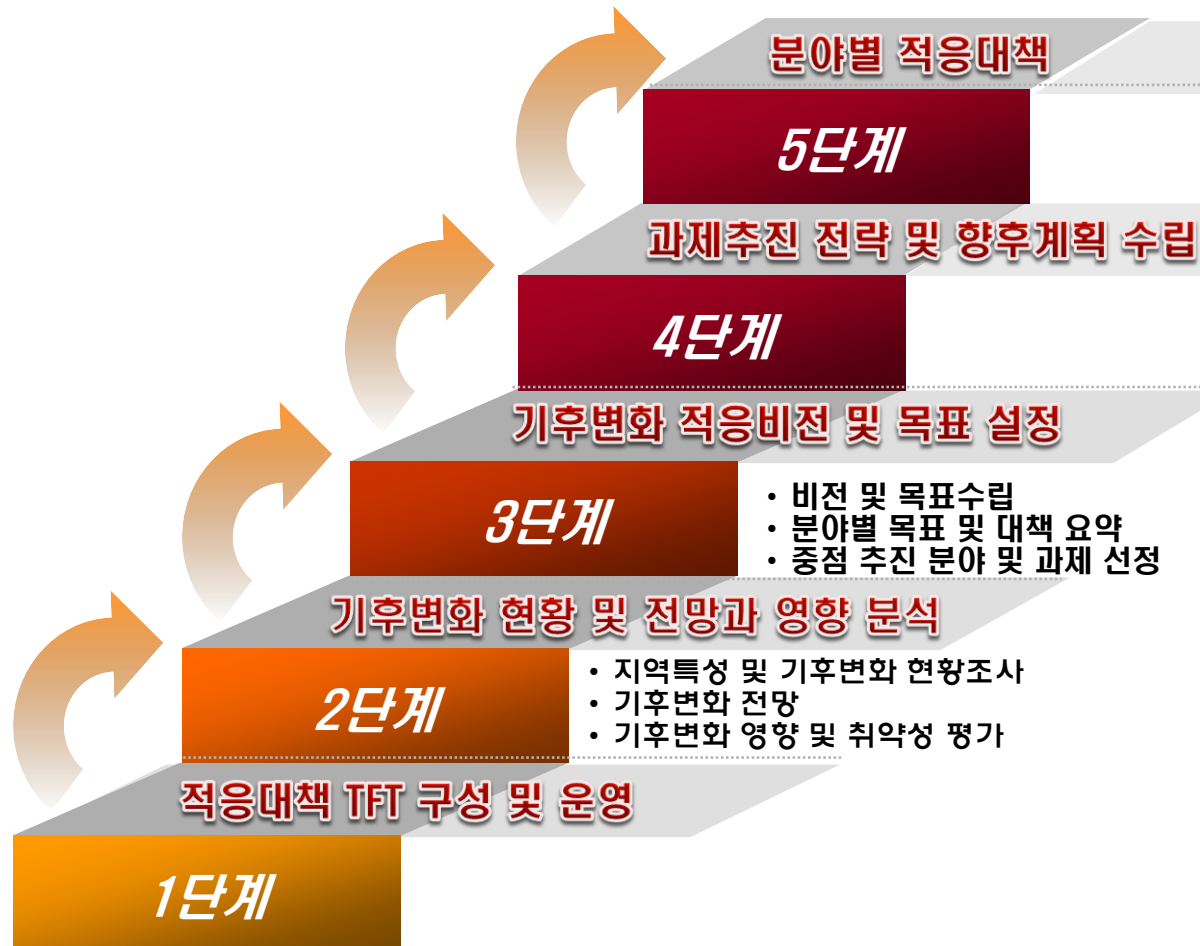 분야별 적응대책
5단계
과제추진 전략 및 향후계획 수립
4단계
기후변화 적응비전 및 목표 설정
3단계
• 비전 및 목표수립
• 분야별 목표 및 대책 요약
• 중점 추진 분야 및 과제 선정
기후변화 현황 및 전망과 영향 분석
2단계
• 지역특성 및 기후변화 현황조사
• 기후변화 전망
• 기후변화 영향 및 취약성 평가
적응대책 TFT 구성 및 운영
1단계